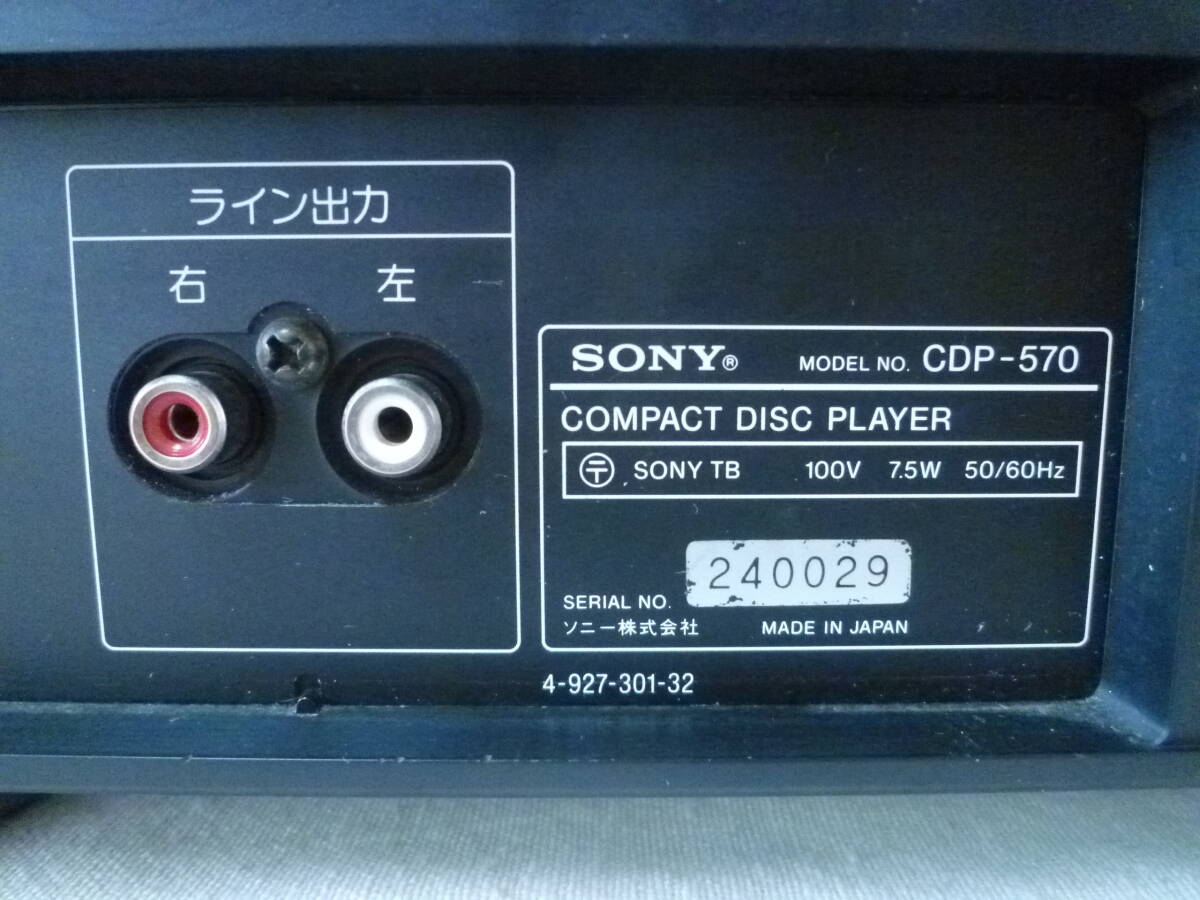 ライン出力
右 左
SONY® MODEL NO. CDP-570
COMPACT DISC PLAYER
〒 SONY TB 100V 7.5W 50/60Hz
SERIAL NO. 240029
ソニー株式会社 MADE IN JAPAN
4-927-301-32